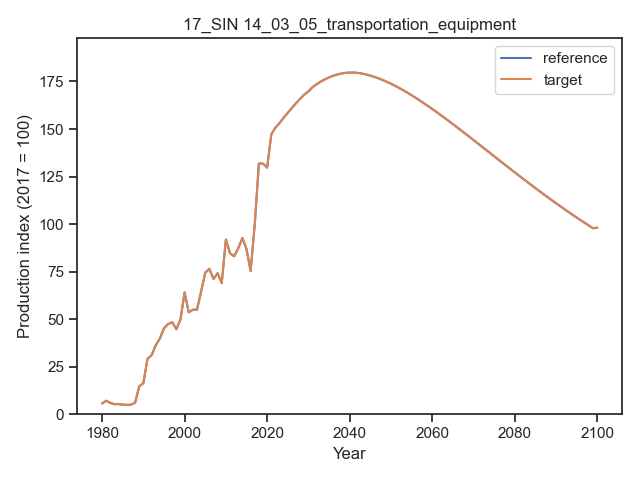 17_SIN 14_03_05_transportation_equipment
reference
target
Production index (2017 = 100)
175
150
125
100
75
50
25
0
1980 2000 2020 2040 2060 2080 2100
Year